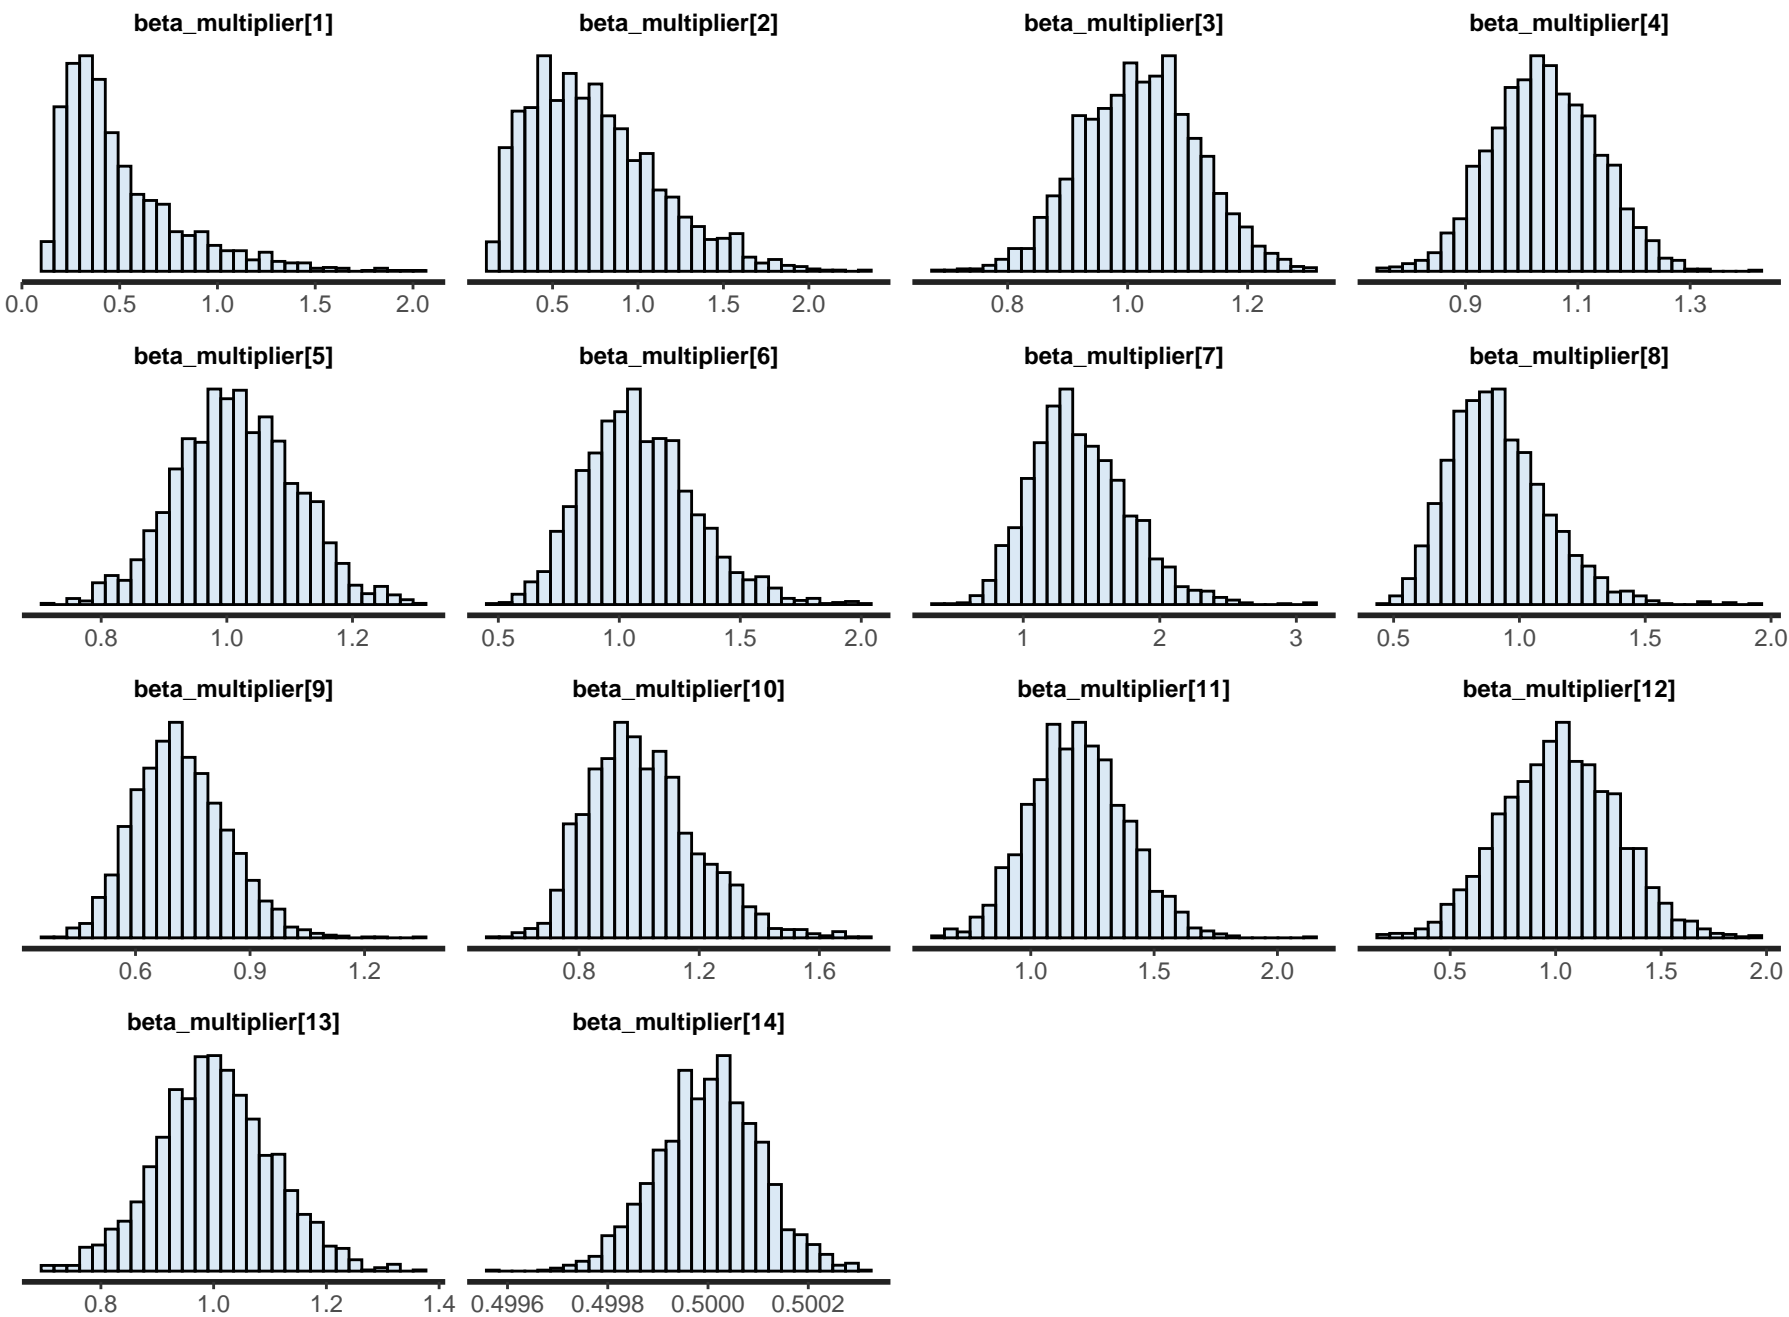 beta_multiplier[1] beta_multiplier[2] beta_multiplier[3] beta_multiplier[4]
0.0 0.5 1.0 1.5 2.0 0.5 1.0 1.5 2.0 0.8 1.0 1.2 0.9 1.1 1.3
beta_multiplier[5] beta_multiplier[6] beta_multiplier[7] beta_multiplier[8]
0.8 1.0 1.2 0.5 1.0 1.5 2.0 1 2 3 0.5 1.0 1.5 2.0
beta_multiplier[9] beta_multiplier[10] beta_multiplier[11] beta_multiplier[12]
0.6 0.9 1.2 0.8 1.2 1.6 1.0 1.5 2.0 0.5 1.0 1.5 2.0
beta_multiplier[13] beta_multiplier[14]
0.8 1.0 1.2 1.4 0.4996 0.4998 0.5000 0.5002